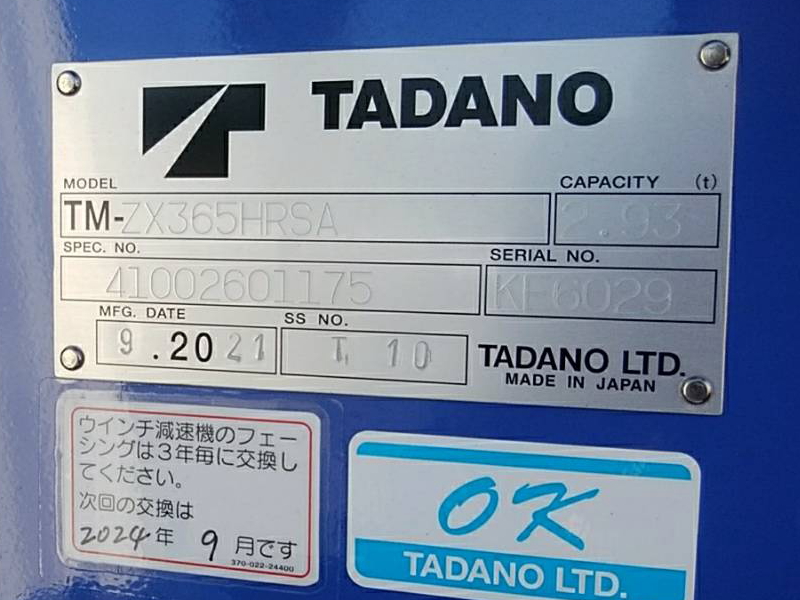 TADANO
MODEL
CAPACITY (t)
TM-ZX365HRSA
2.93
SPEC. NO.
SERIAL NO.
41002601175
KF6029
MFG. DATE
SS NO.
9 .2021
T 10
TADANO LTD.
MADE IN JAPAN
ウインチ減速機のフェー
シングは3年毎に交換し
てください。
次回の交換は
2024年 9月です
370-022-24400
OK
TADANO LTD.